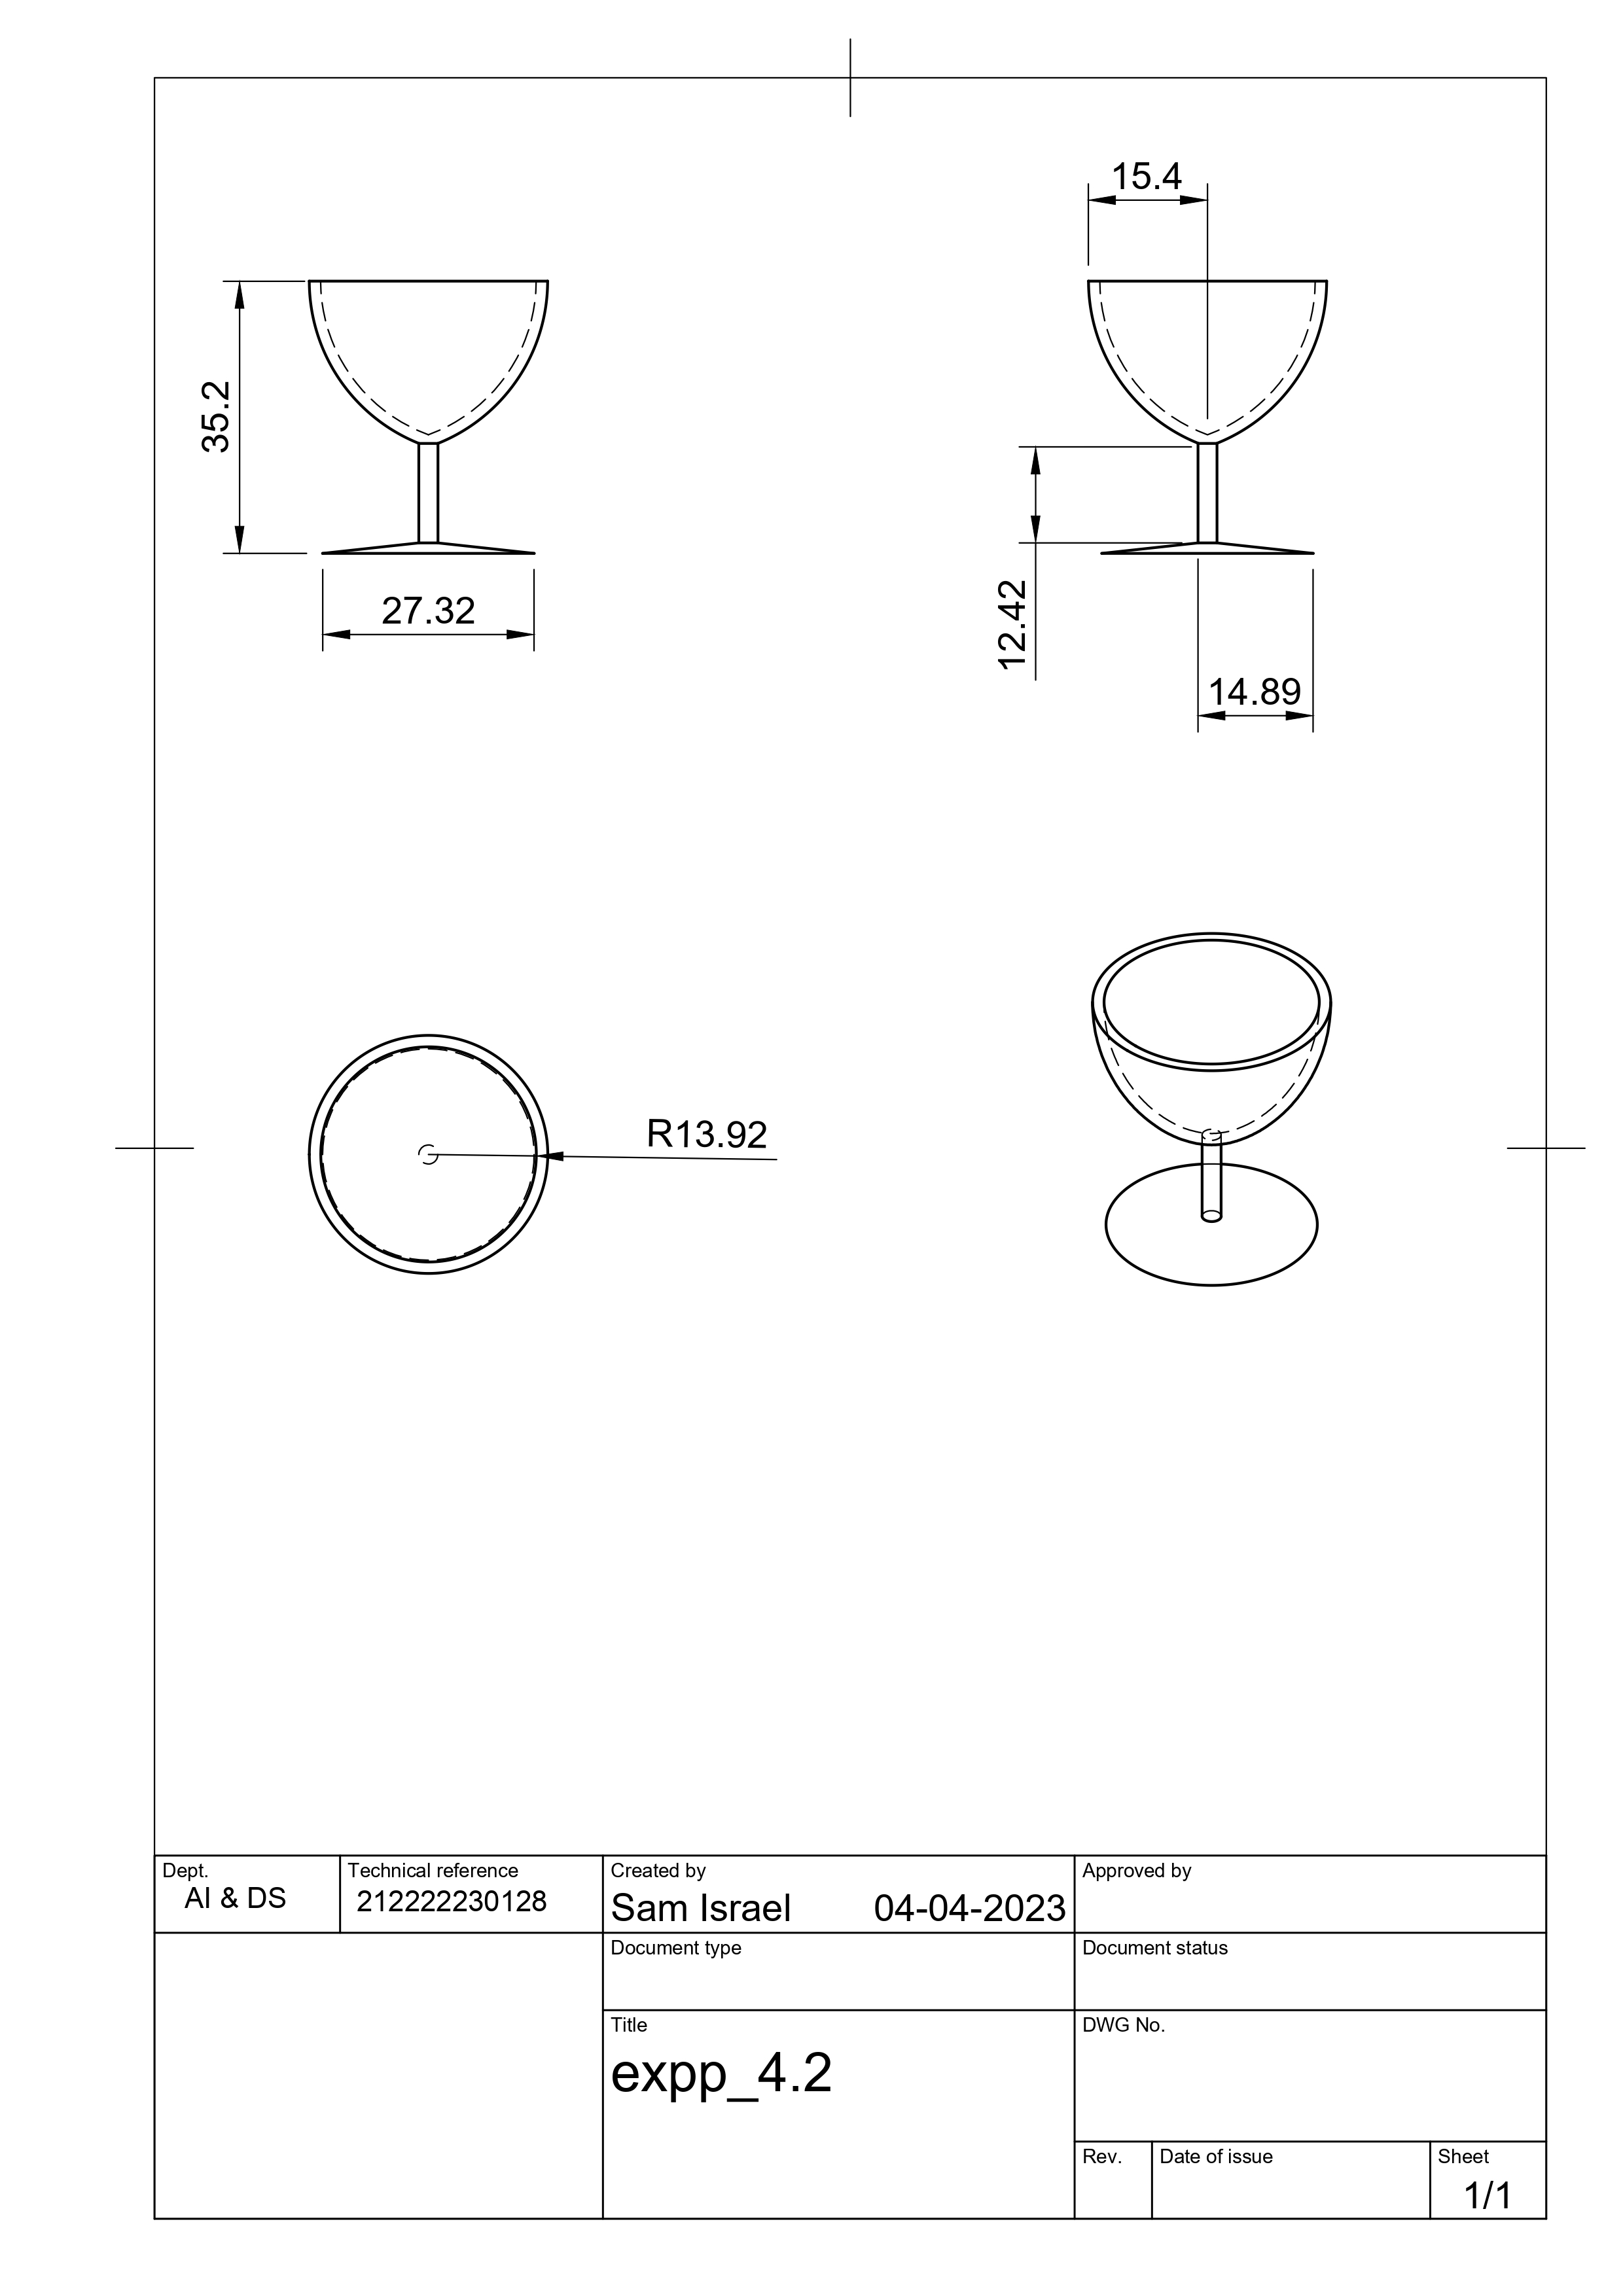 15.4
35.2
27.32
12.42
14.89
R13.92
Dept.
AI & DS
Technical reference
212222230128
Created by
Sam Israel 04-04-2023
Approved by
Document type
Document status
Title
expp_4.2
DWG No.
Rev.
Date of issue
Sheet
1/1